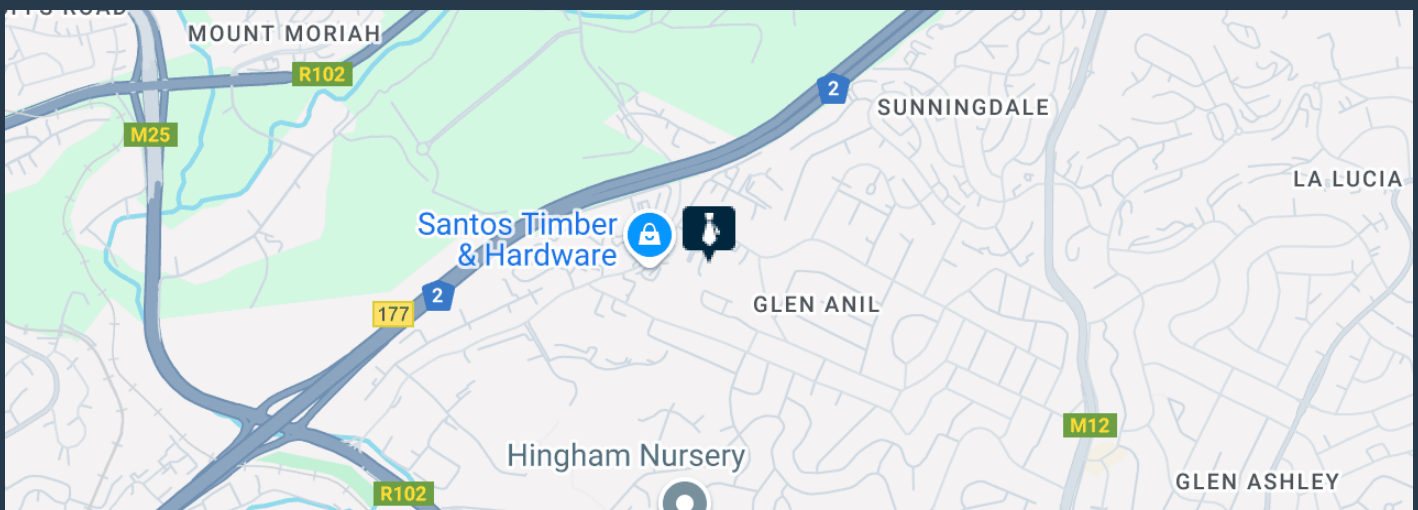 MOUNT MORIAH
R102
2
SUNNINGDALE
M25
LA LUCIA
Santos Timber
& Hardware
2
GLEN ANIL
177
M12
Hingham Nursery
GLEN ASHLEY
R102